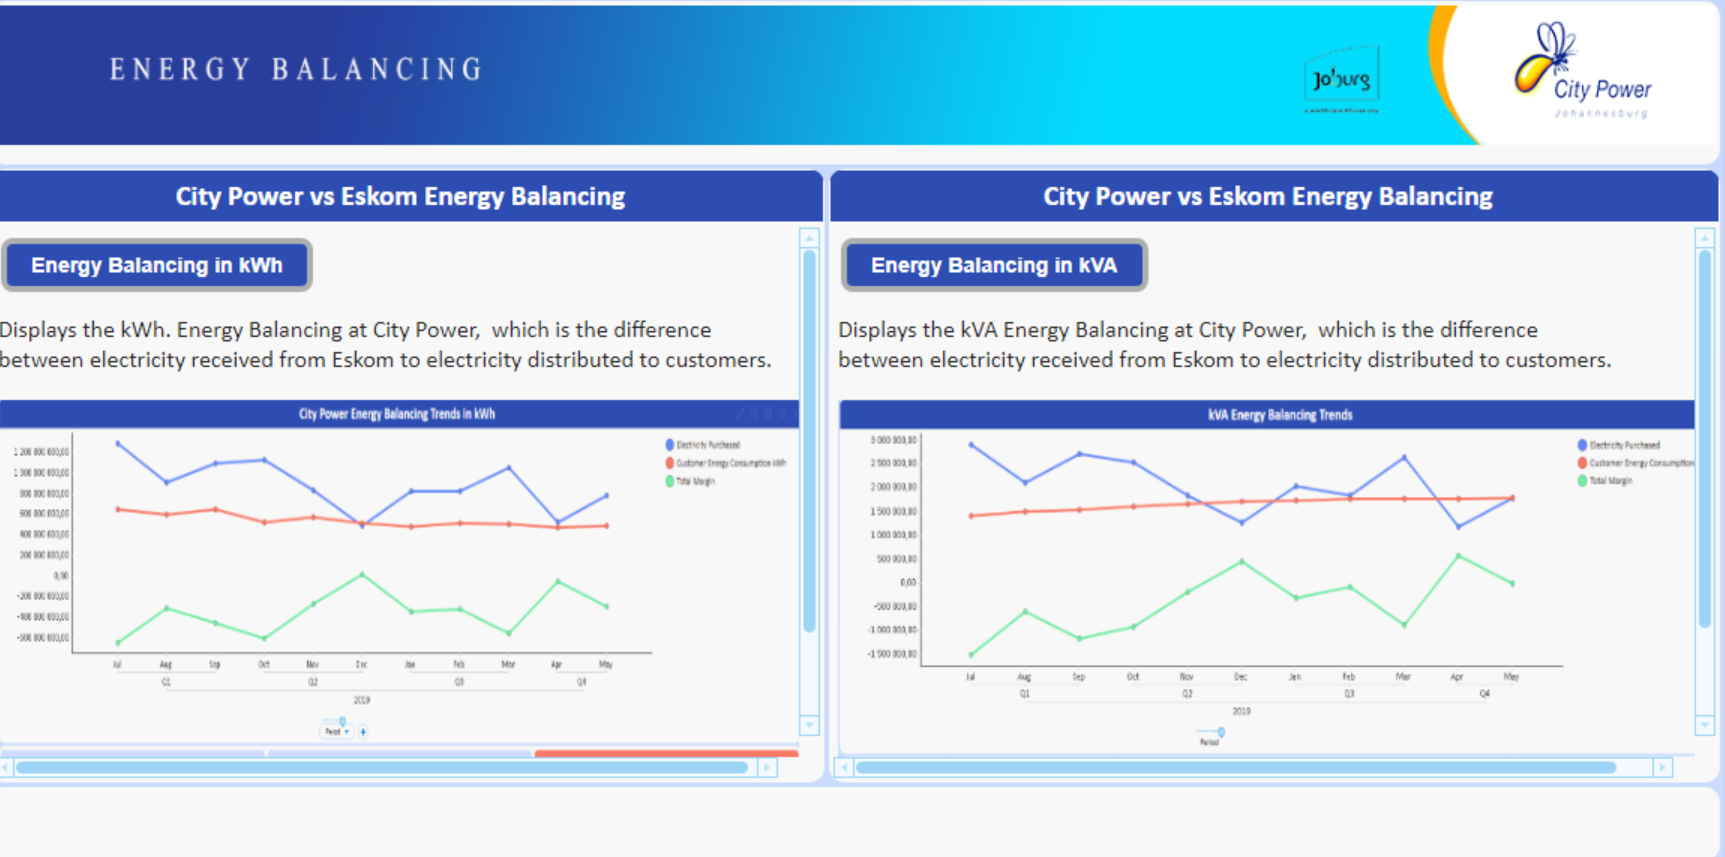 ENERGY BALANCING
Joburg
City Power
Johannesburg
City Power vs Eskom Energy Balancing
Energy Balancing in kWh
Displays the kWh. Energy Balancing at City Power,  which is the difference
between electricity received from Eskom to electricity distributed to customers.
City Power Energy Balancing Trends in kWh
1 200 000 000,00
1 000 000 000,00
800 000 000,00
600 000 000,00
400 000 000,00
200 000 000,00
0,00
-200 000 000,00
-400 000 000,00
Electricity Purchased
Customer Energy Consumption kWh
Total Margin
Jul Aug Sep Oct Nov Dec Jan Feb Mar Apr May
Q1 Q2 Q3 Q4
2019
Period
City Power vs Eskom Energy Balancing
Energy Balancing in kVA
Displays the kVA Energy Balancing at City Power,  which is the difference
between electricity received from Eskom to electricity distributed to customers.
kVA Energy Balancing Trends
3 000 000,00
2 500 000,00
2 000 000,00
1 500 000,00
1 000 000,00
500 000,00
0,00
-500 000,00
-1 000 000,00
-1 500 000,00
Electricity Purchased
Customer Energy Consumption
Total Margin
Jul Aug Sep Oct Nov Dec Jan Feb Mar Apr May
Q1 Q2 Q3 Q4
2019
Period